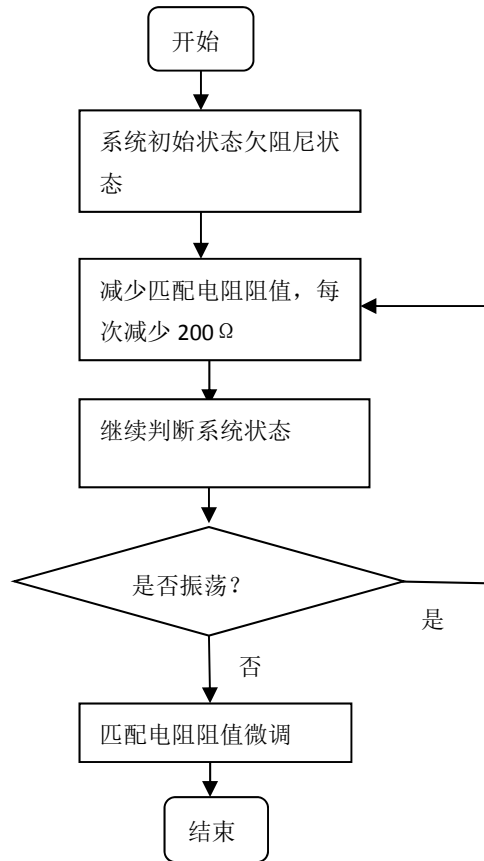 开始
系统初始状态欠阻尼状
态
减少匹配电阻阻值，每
次减少 200Ω
继续判断系统状态
是否振荡？
是
否
匹配电阻阻值微调
结束